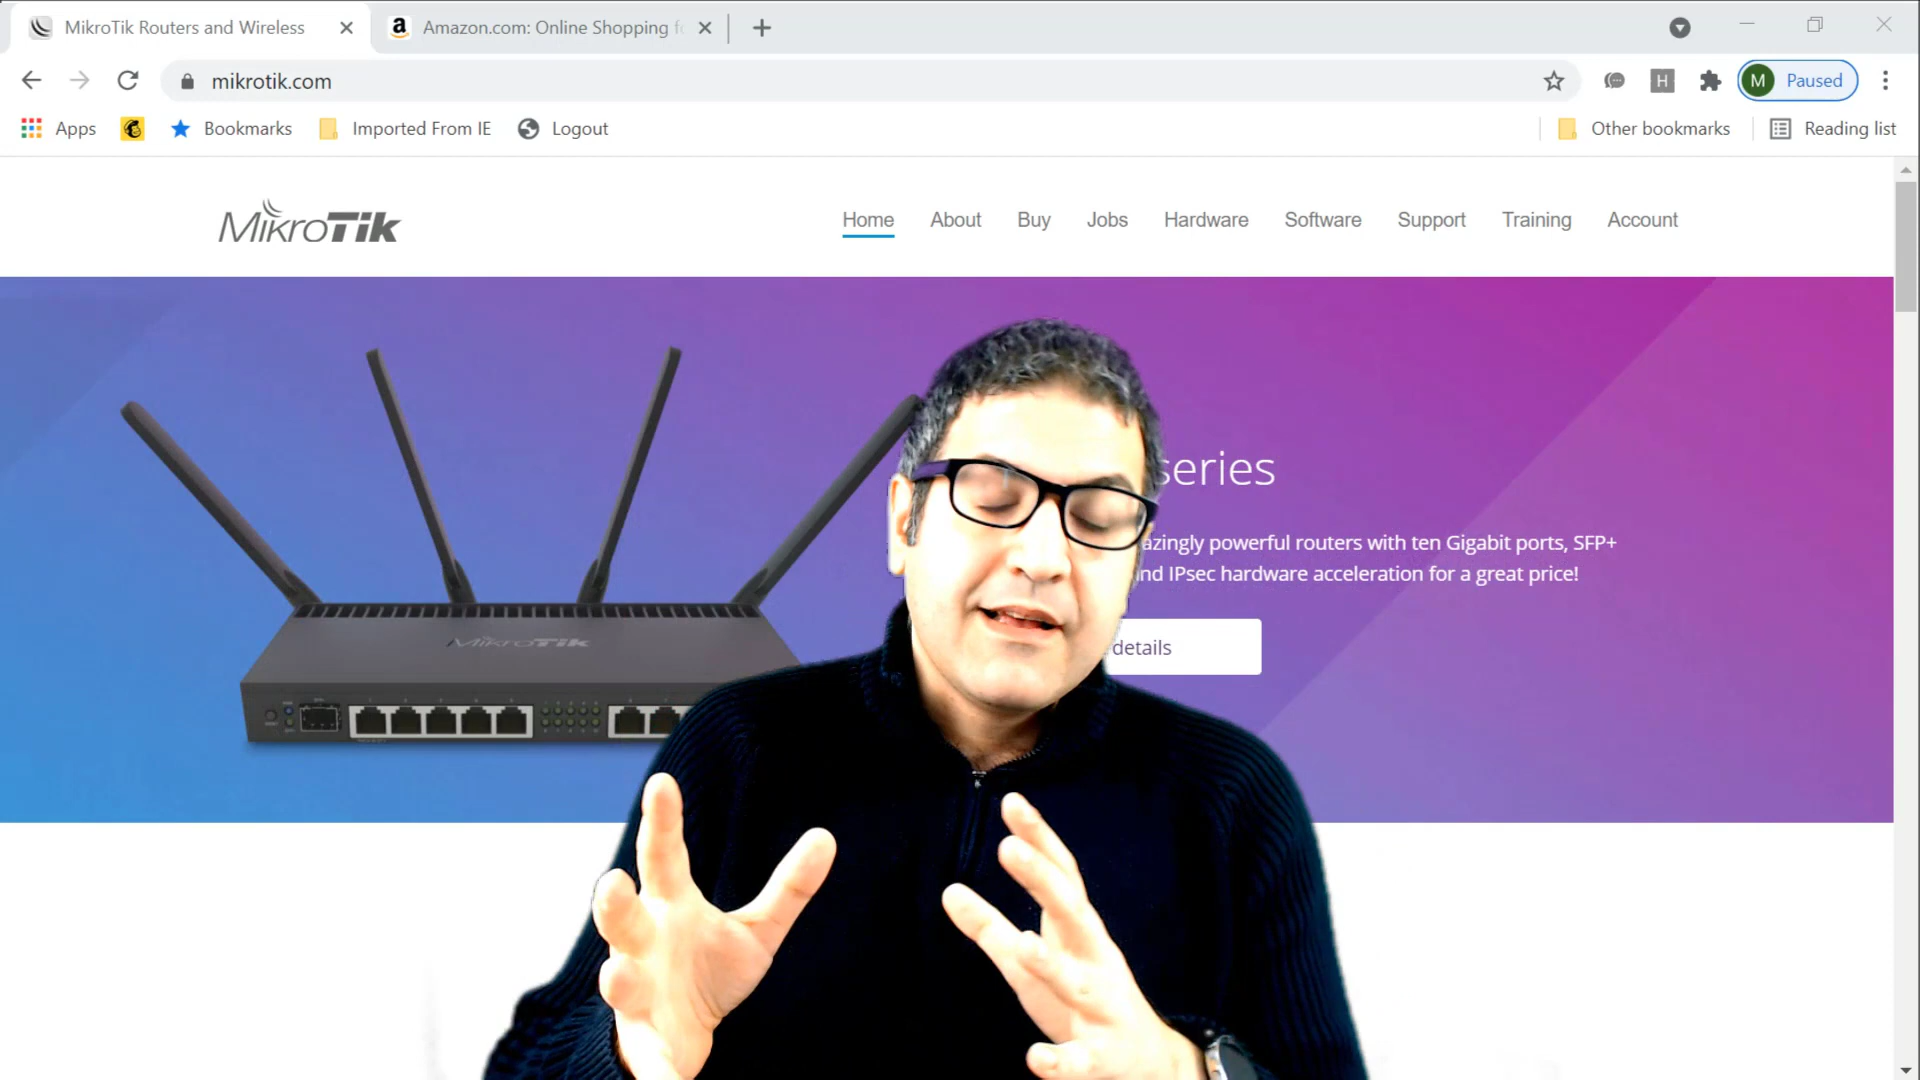 MikroTik Routers and Wireless
Amazon.com: Online Shopping f
mikrotik.com
H
M
Paused
Apps
Bookmarks
Imported From IE
Logout
Other bookmarks
Reading list
MikroTik
Home
About
Buy
Jobs
Hardware
Software
Support
Training
Account
series
azingly powerful routers with ten Gigabit ports, SFP+
nd IPsec hardware acceleration for a great price!
details
MikroTik